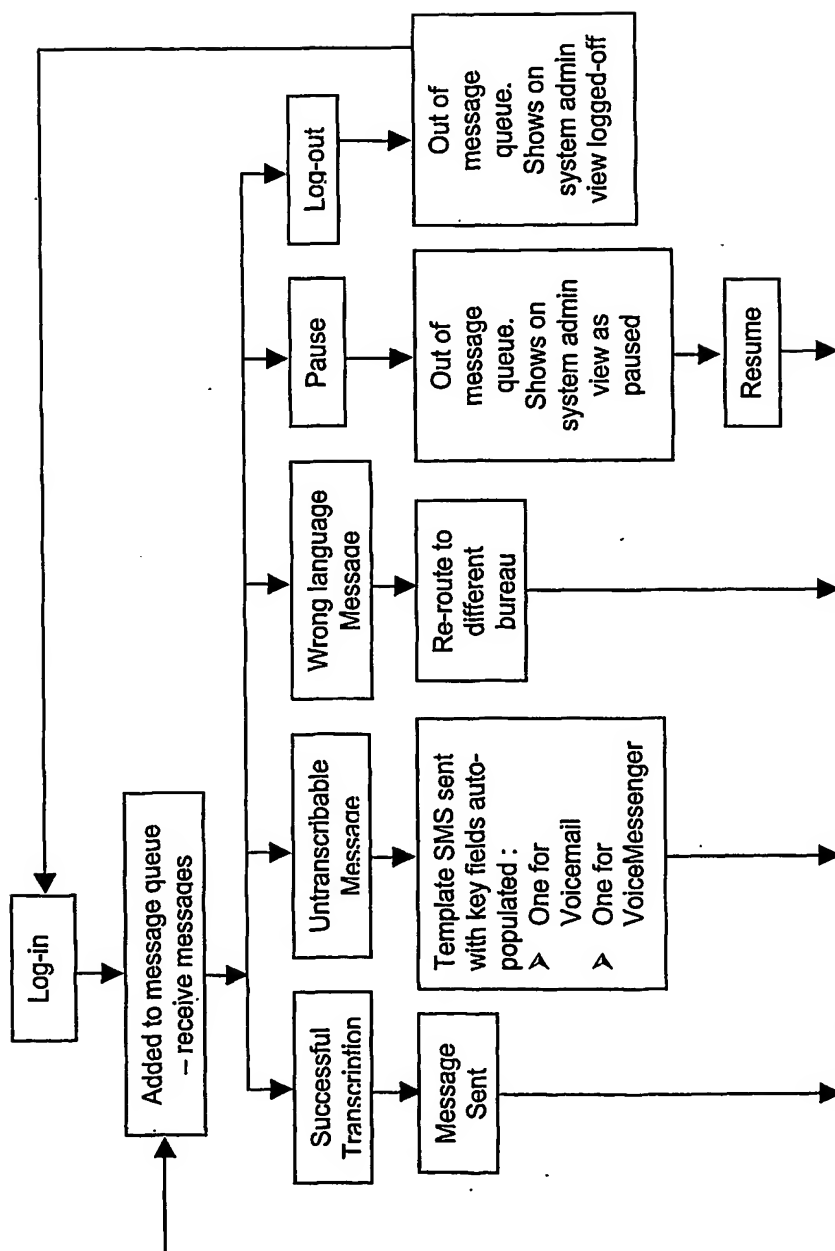 Log-in
Added to message queue
– receive messages
Successful
Transcription
Untranscribable
Message
Wrong language
Message
Pause
Log-out
Message
Sent
Template SMS sent
with key fields auto-
populated :
➢ One for
Voicemail
➢ One for
VoiceMessenger
Re-route to
different
bureau
Out of
message
queue.
Shows on
system admin
view as
paused
Out of
message
queue.
Shows on
system admin
view logged-off
Resume